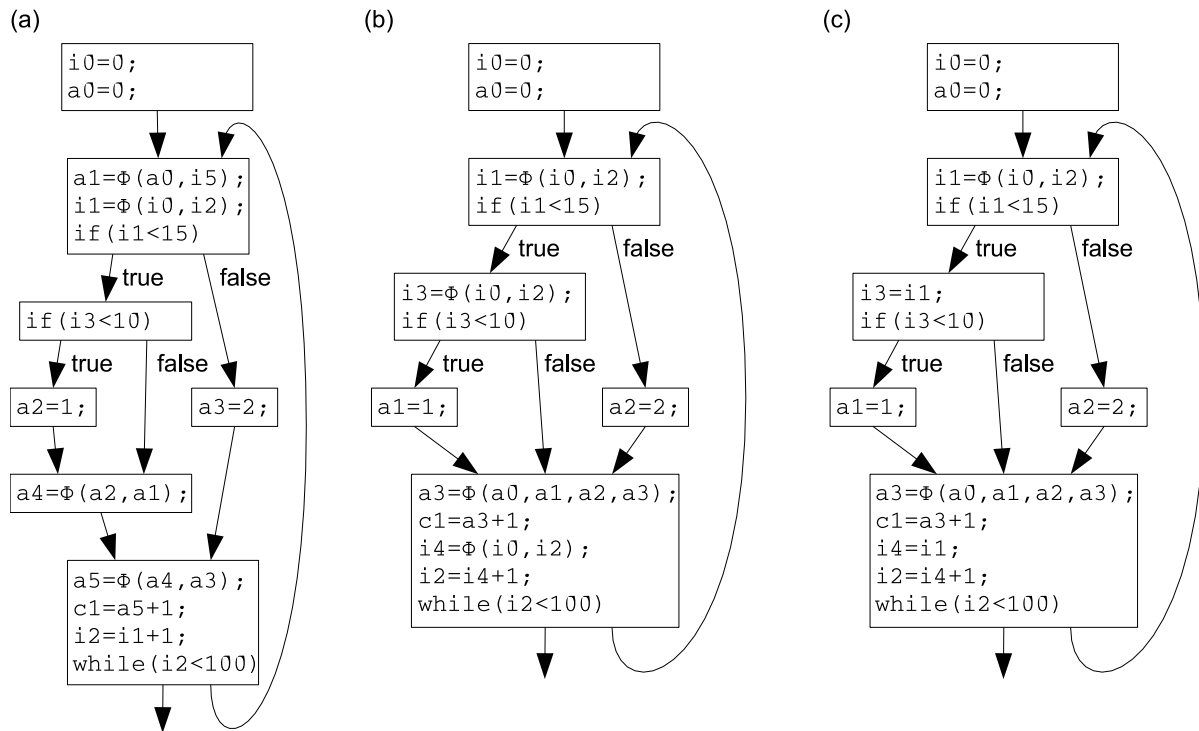 (a)
i0=0;
a0=0;
a1=Φ(a0,i5);
i1=Φ(i0,i2);
if(i1<15)
true
false
if(i3<10)
true
false
a2=1;
a3=2;
a4=Φ(a2,a1);
a5=Φ(a4,a3);
c1=a5+1;
i2=i1+1;
while(i2<100)
(b)
i0=0;
a0=0;
i1=Φ(i0,i2);
if(i1<15)
true
false
i3=Φ(i0,i2);
if(i3<10)
true
false
a1=1;
a2=2;
a3=Φ(a0,a1,a2,a3);
c1=a3+1;
i4=Φ(i0,i2);
i2=i4+1;
while(i2<100)
(c)
i0=0;
a0=0;
i1=Φ(i0,i2);
if(i1<15)
true
false
i3=i1;
if(i3<10)
true
false
a1=1;
a2=2;
a3=Φ(a0,a1,a2,a3);
c1=a3+1;
i4=i1;
i2=i4+1;
while(i2<100)